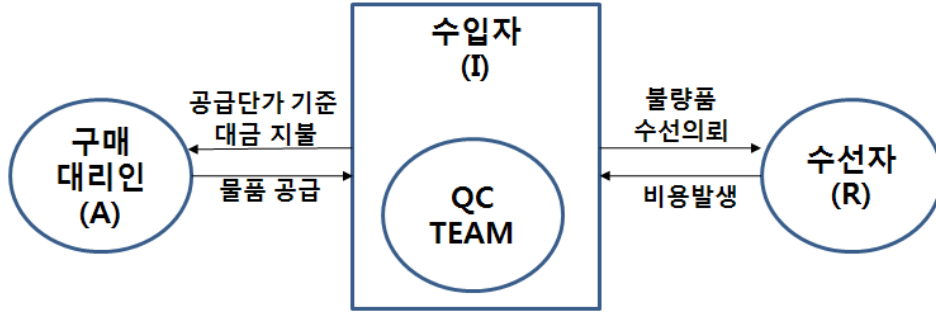 수입자
(I)
공급단가 기준
대금 지불
불량품
수선의뢰
구매
대리인
(A)
물품 공급
QC
TEAM
비용발생
수선자
(R)